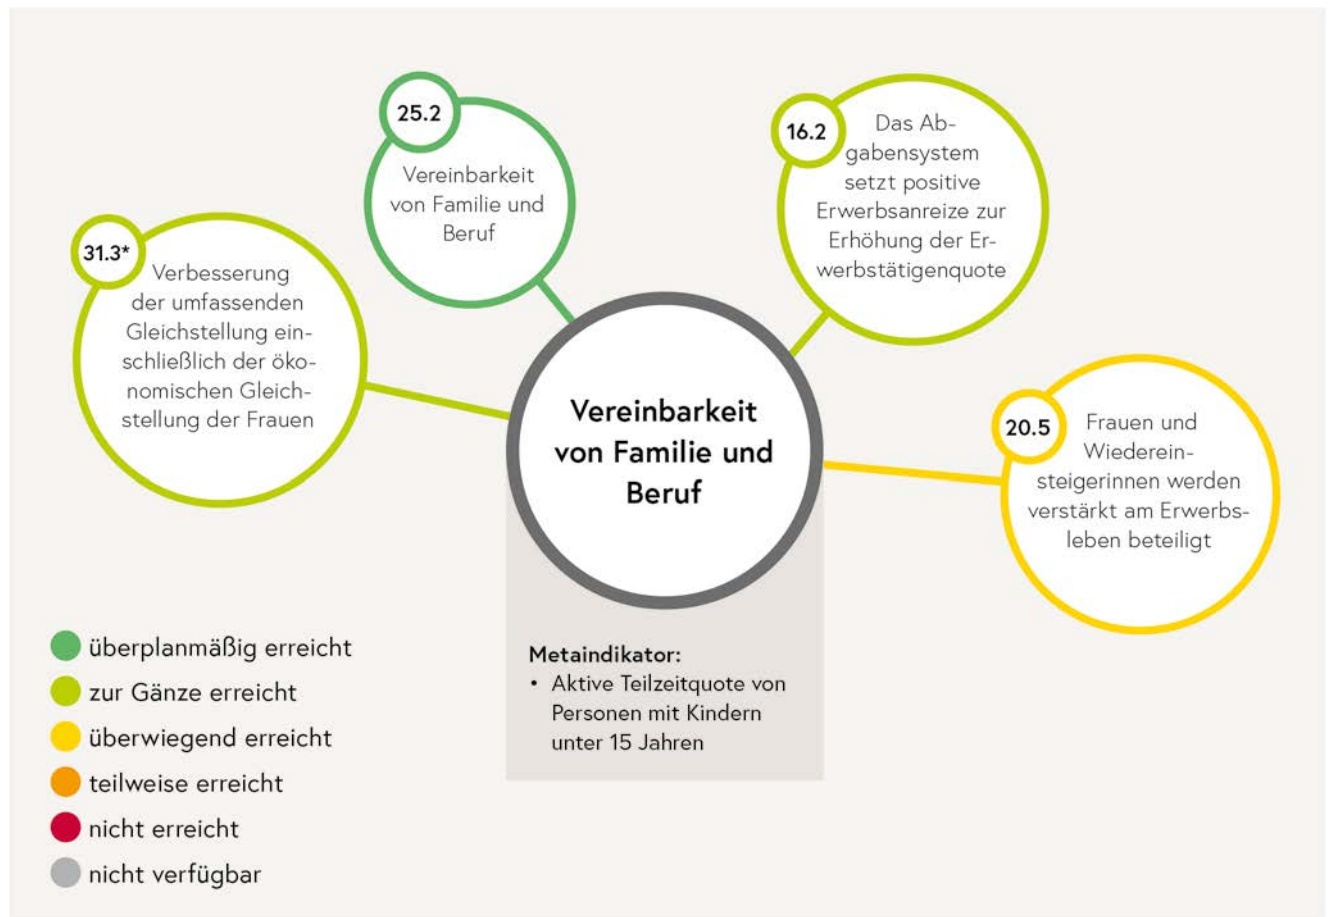 25.2
Vereinbarkeit
von Familie und
Beruf
16.2
Das Ab-
gabensystem
setzt positive
Erwerbsanreize zur
Erhöhung der Er-
werbstätigenquote
31.3*
Verbesserung
der umfassenden
Gleichstellung ein-
schließlich der öko-
nomischen Gleich-
stellung der Frauen
Vereinbarkeit
von Familie und
Beruf
20.5
Frauen und
Wiederein-
steigerinnen werden
verstärkt am Erwerbs-
leben beteiligt
Metaindikator:
• Aktive Teilzeitquote von
Personen mit Kindern
unter 15 Jahren
überplanmäßig erreicht
zur Gänze erreicht
überwiegend erreicht
teilweise erreicht
nicht erreicht
nicht verfügbar